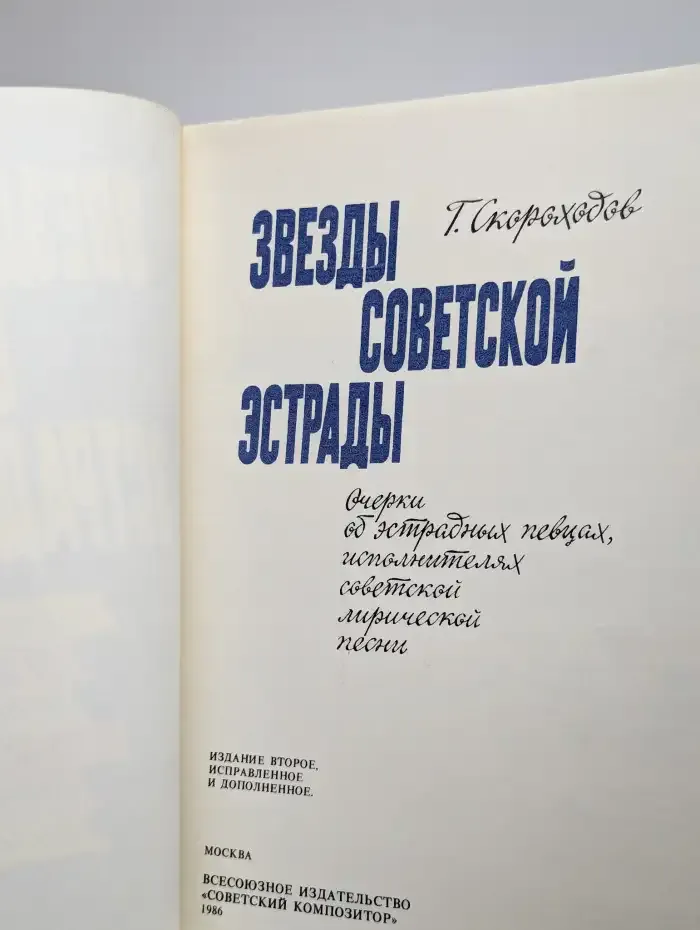 Т. Скороходов
ЗВЕЗДЫ
СОВЕТСКОЙ
ЭСТРАДЫ
Очерки
об эстрадных певцах,
исполнителях
советской
лирической
песни
ИЗДАНИЕ ВТОРОЕ,
ИСПРАВЛЕННОЕ
И ДОПОЛНЕННОЕ.
МОСКВА
ВСЕСОЮЗНОЕ ИЗДАТЕЛЬСТВО
«СОВЕТСКИЙ КОМПОЗИТОР»
1986